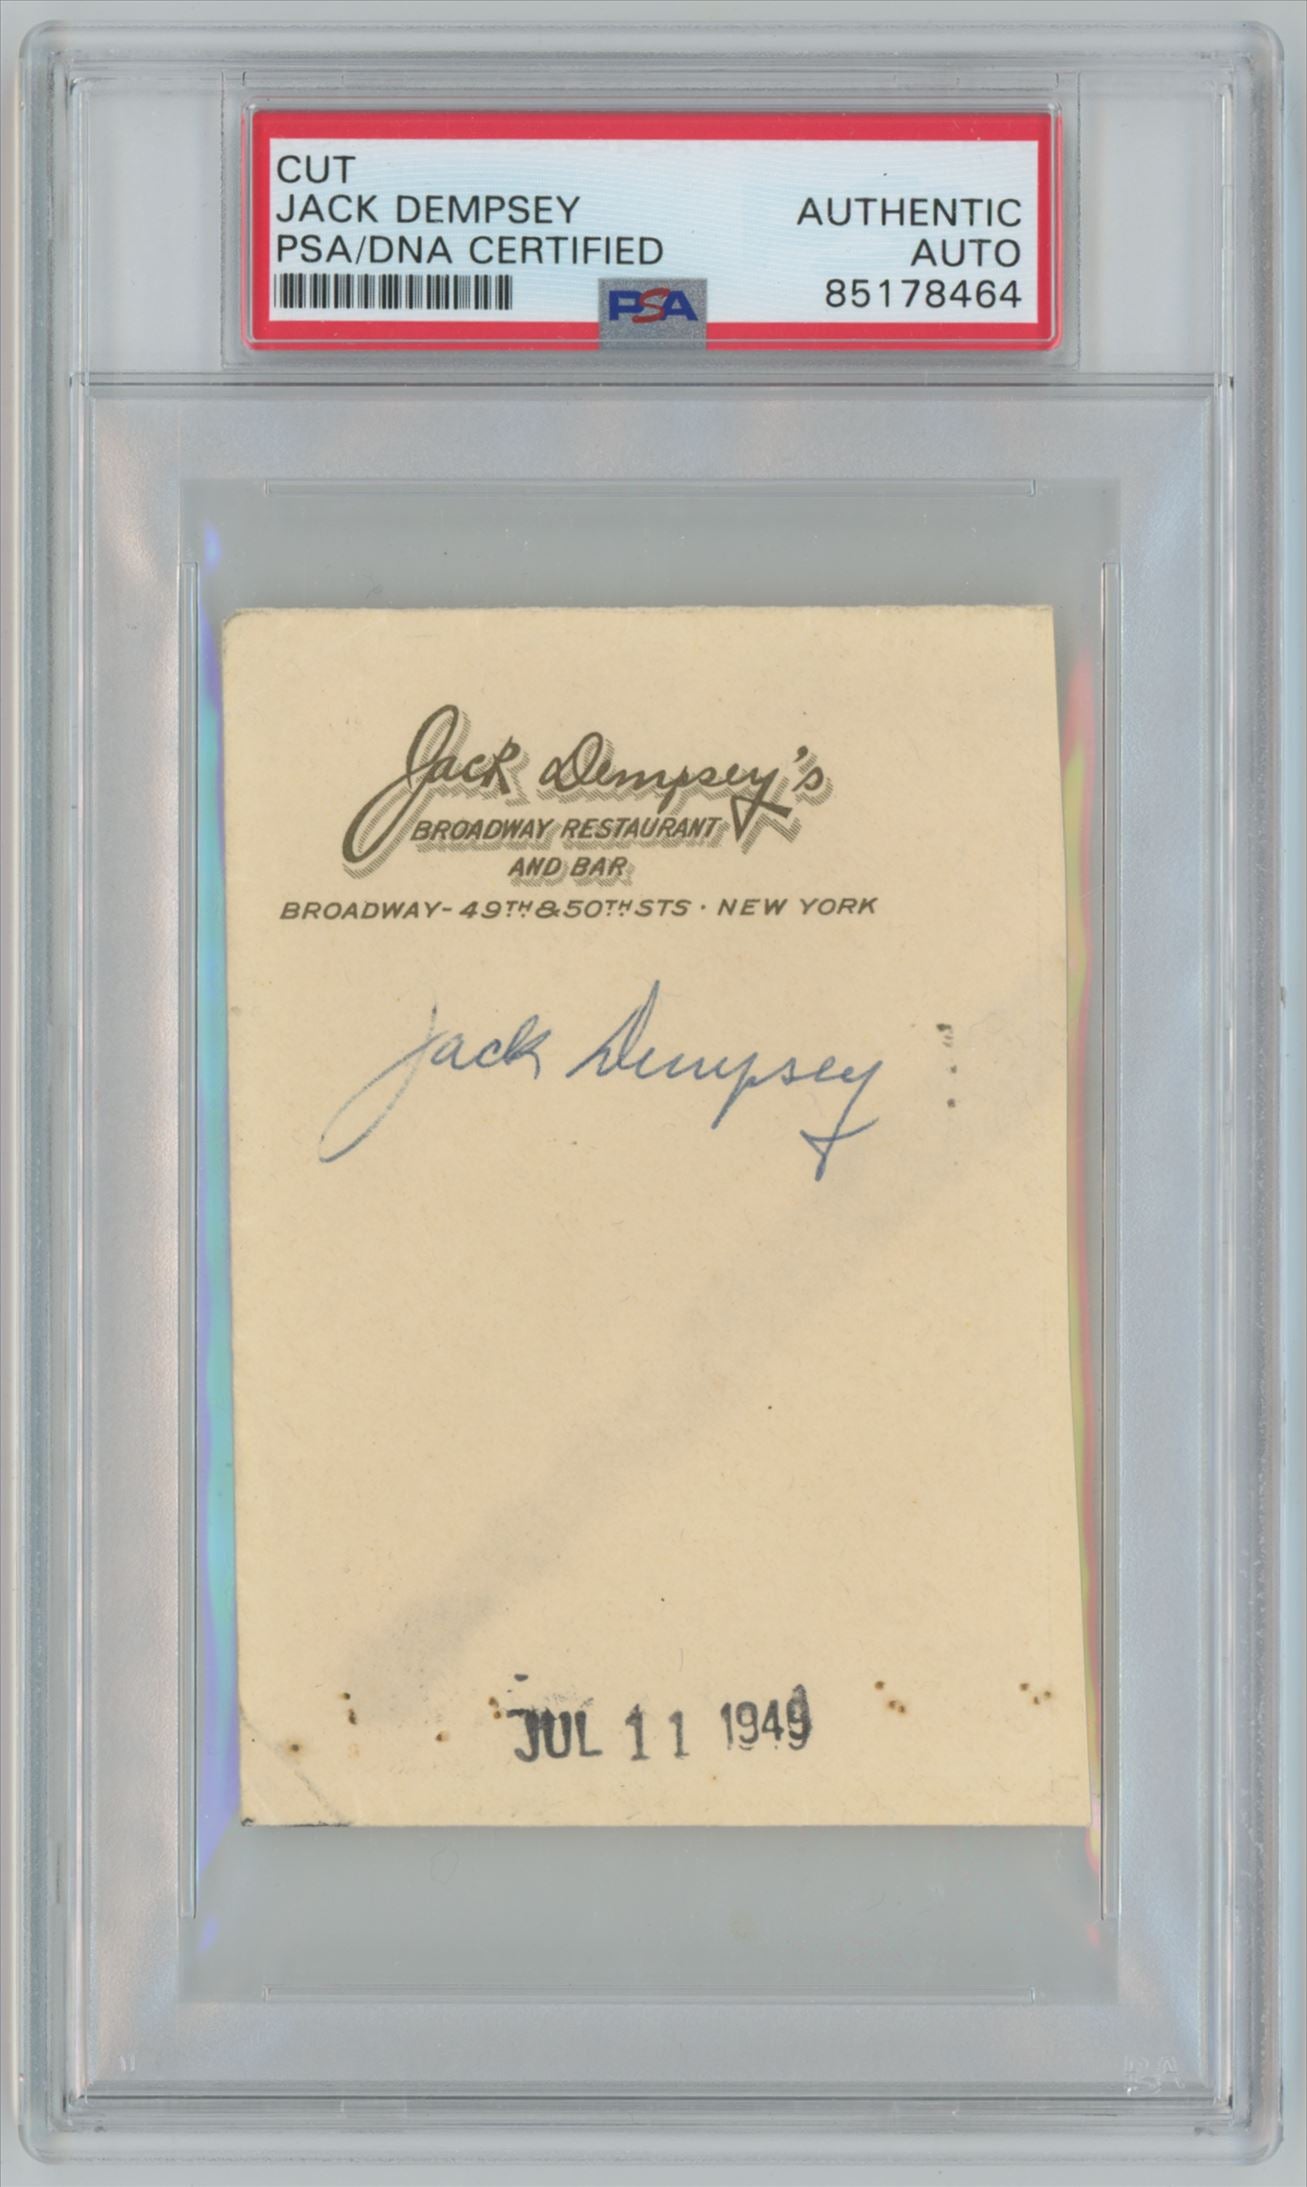 CUT
JACK DEMPSEY
PSA/DNA CERTIFIED
AUTHENTIC
AUTO
85178464
PSA
Jack Dempsey's
BROADWAY RESTAURANT
AND BAR
BROADWAY-49TH & 50TH STS · NEW YORK
Jack Dempsey
JUL 11 1949
PSA